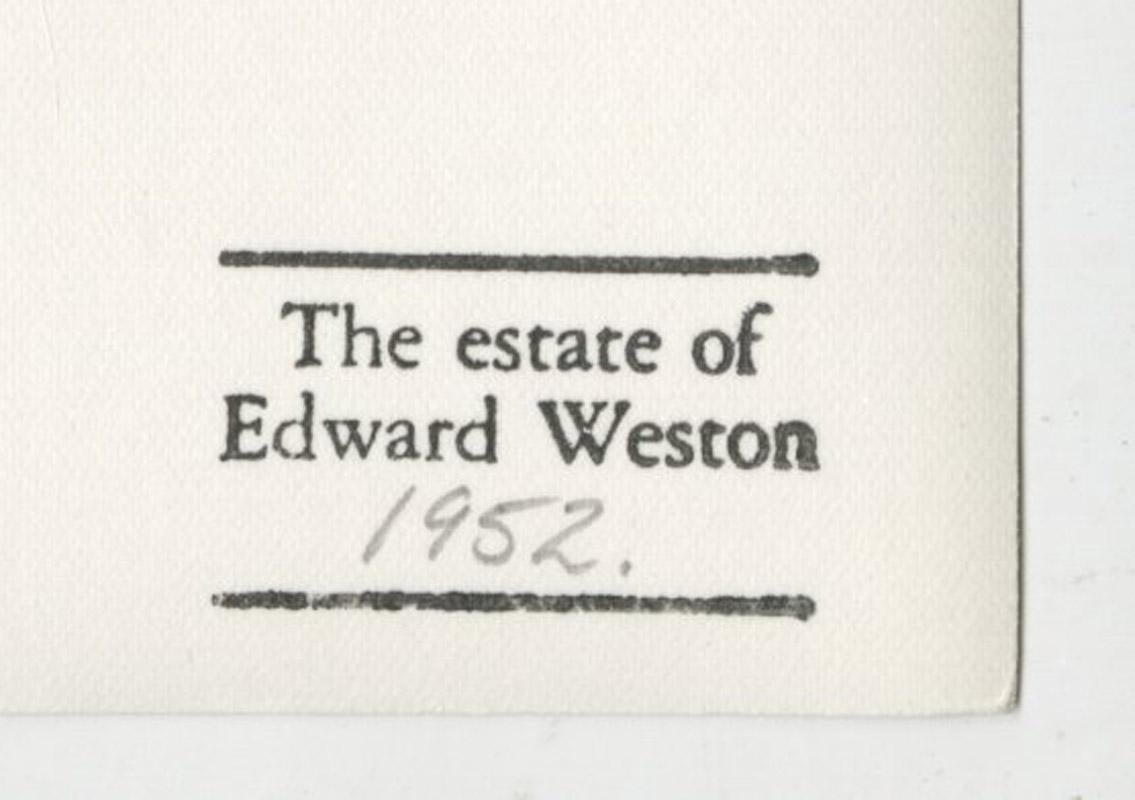 The estate of
Edward Weston
1952.